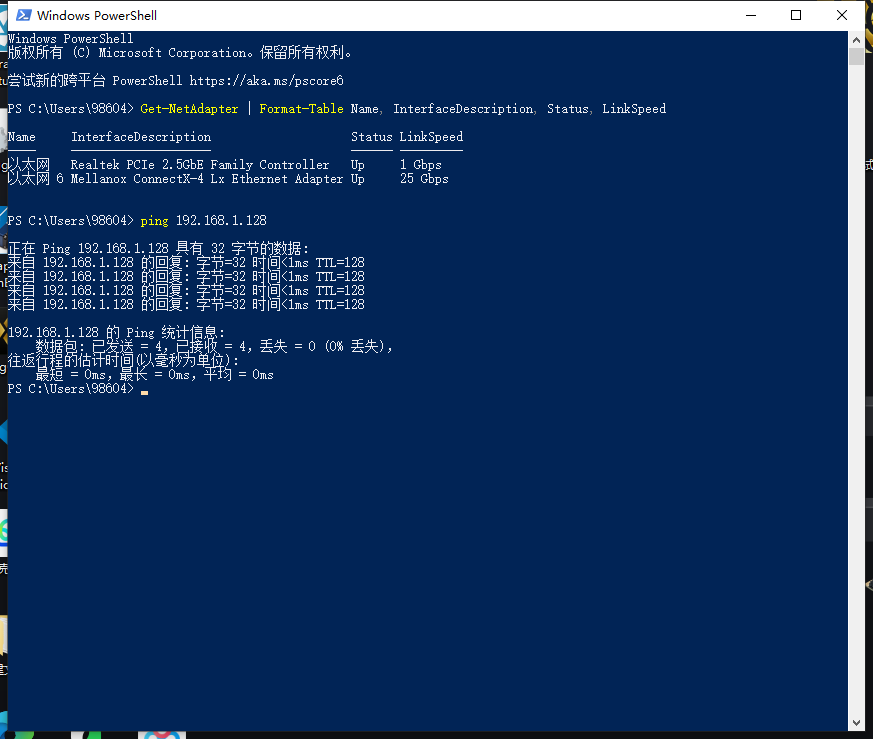 Windows PowerShell
Windows PowerShell
版权所有 (C) Microsoft Corporation。保留所有权利。
尝试新的跨平台 PowerShell https://aka.ms/pscore6
PS C:\Users\98604> Get-NetAdapter | Format-Table Name, InterfaceDescription, Status, LinkSpeed
Name InterfaceDescription Status LinkSpeed
以太网 Realtek PCIe 2.5GbE Family Controller Up 1 Gbps
以太网 6 Mellanox ConnectX-4 Lx Ethernet Adapter Up 25 Gbps
PS C:\Users\98604> ping 192.168.1.128
正在 Ping 192.168.1.128 具有 32 字节的数据:
来自 192.168.1.128 的回复: 字节=32 时间<1ms TTL=128
来自 192.168.1.128 的回复: 字节=32 时间<1ms TTL=128
来自 192.168.1.128 的回复: 字节=32 时间<1ms TTL=128
来自 192.168.1.128 的回复: 字节=32 时间<1ms TTL=128
192.168.1.128 的 Ping 统计信息:
数据包: 已发送 = 4，已接收 = 4，丢失 = 0 (0% 丢失)，
往返行程的估计时间(以毫秒为单位):
最短 = 0ms，最长 = 0ms，平均 = 0ms
PS C:\Users\98604>